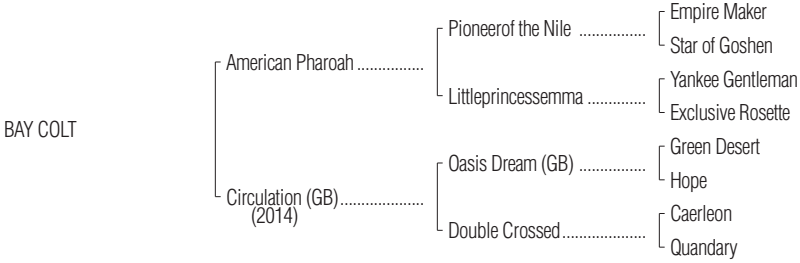 Empire Maker
Pioneerof the Nile ................
Star of Goshen
American Pharoah ................
Yankee Gentleman
Littleprincessemma ..............
Exclusive Rosette
BAY COLT
Green Desert
Oasis Dream (GB) ................
Hope
Circulation (GB)....................
(2014)
Caerleon
Double Crossed.....................
Quandary